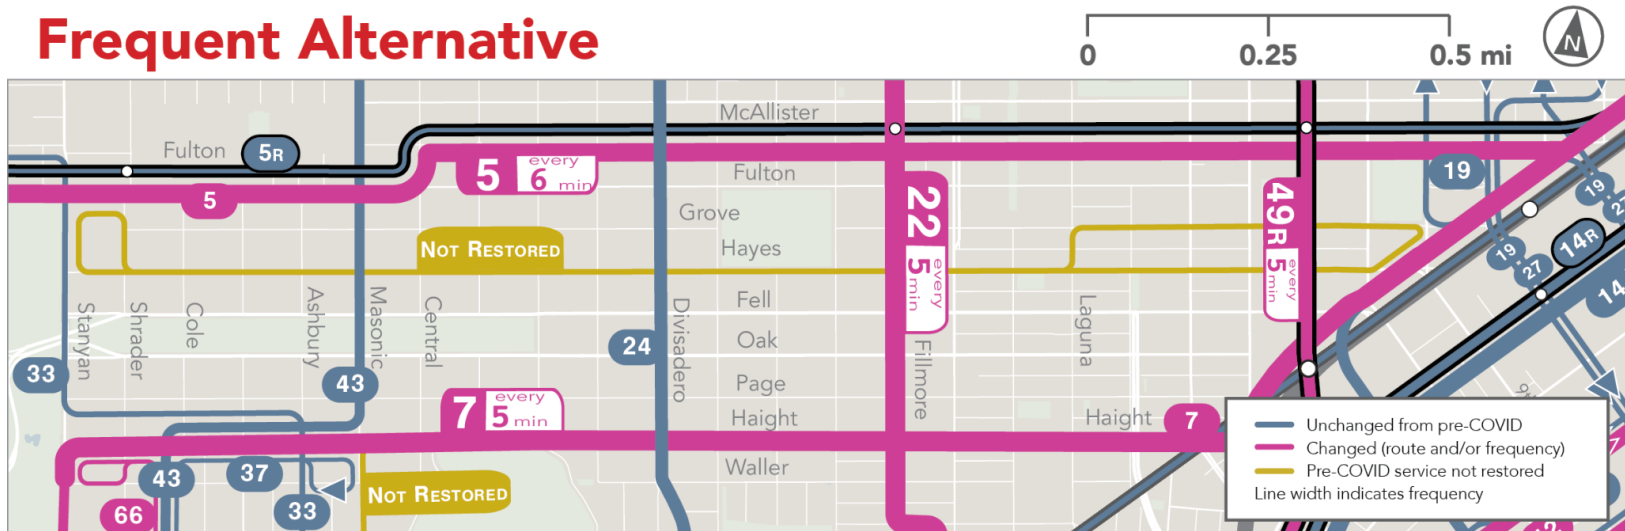 Frequent Alternative
0 0.25 0.5 mi
N
McAllister
Fulton
5R
5 every 6 min
5
Fulton
Grove
NOT RESTORED
Hayes
22 every 5 min
49R every 5 min
19
19
27
14R
19
27
14
Stanyan
Shrader
Cole
Ashbury
Masonic
Central
Divisadero
Fillmore
Laguna
Fell
Oak
Page
Haight
Waller
33
43
24
7 every 5 min
Haight
7
43
37
33
66
NOT RESTORED
Unchanged from pre-COVID
Changed (route and/or frequency)
Pre-COVID service not restored
Line width indicates frequency